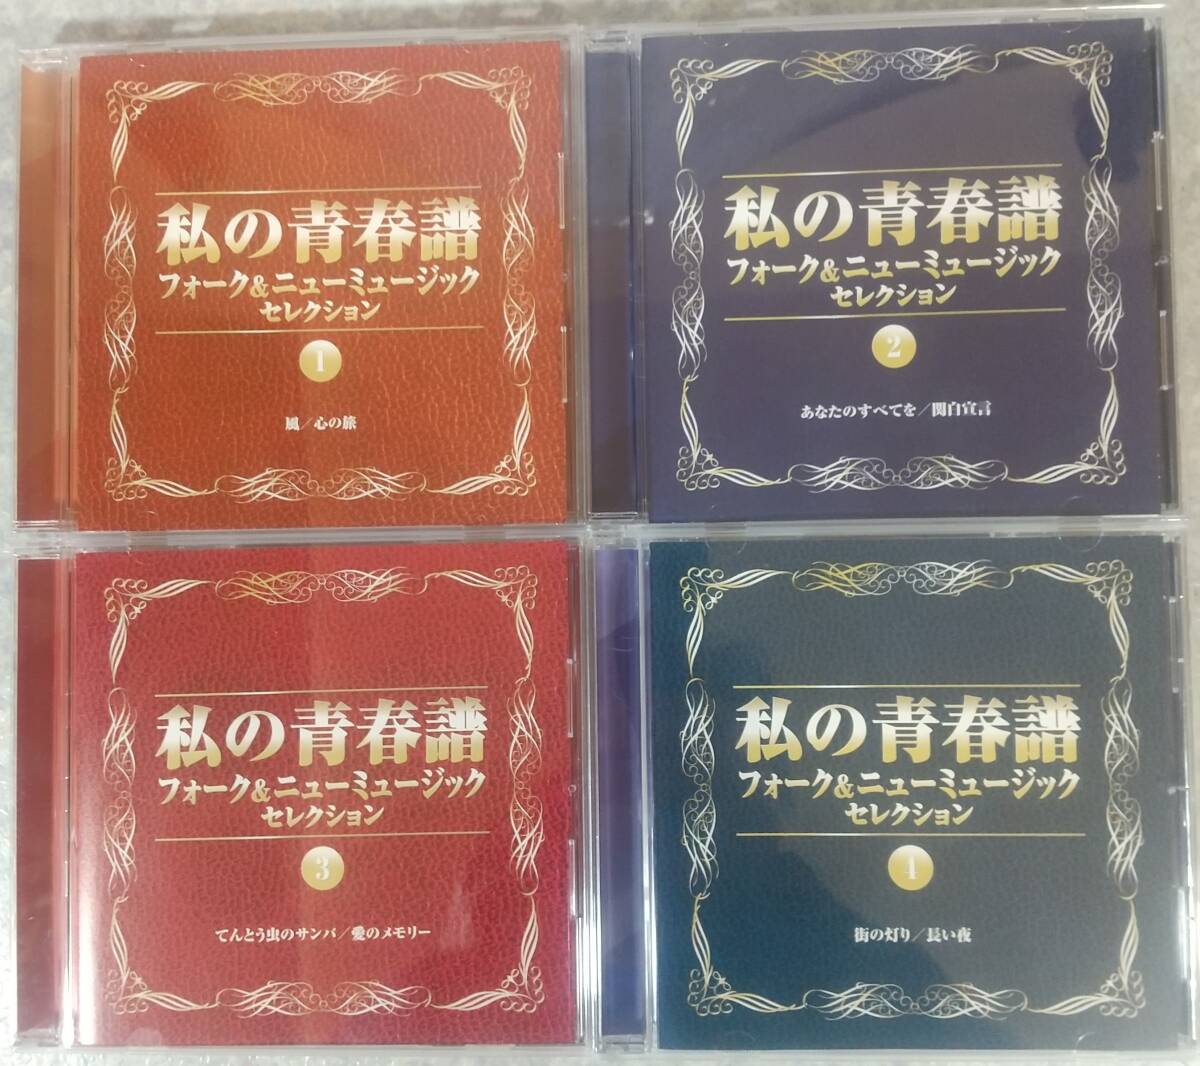 私の青春譜
フォーク&ニューミュージック
セレクション
1
風/心の旅
私の青春譜
フォーク&ニューミュージック
セレクション
2
あなたのすべてを/関白宣言
私の青春譜
フォーク&ニューミュージック
セレクション
3
てんとう虫のサンバ/愛のメモリー
私の青春譜
フォーク&ニューミュージック
セレクション
4
街の灯り/長い夜